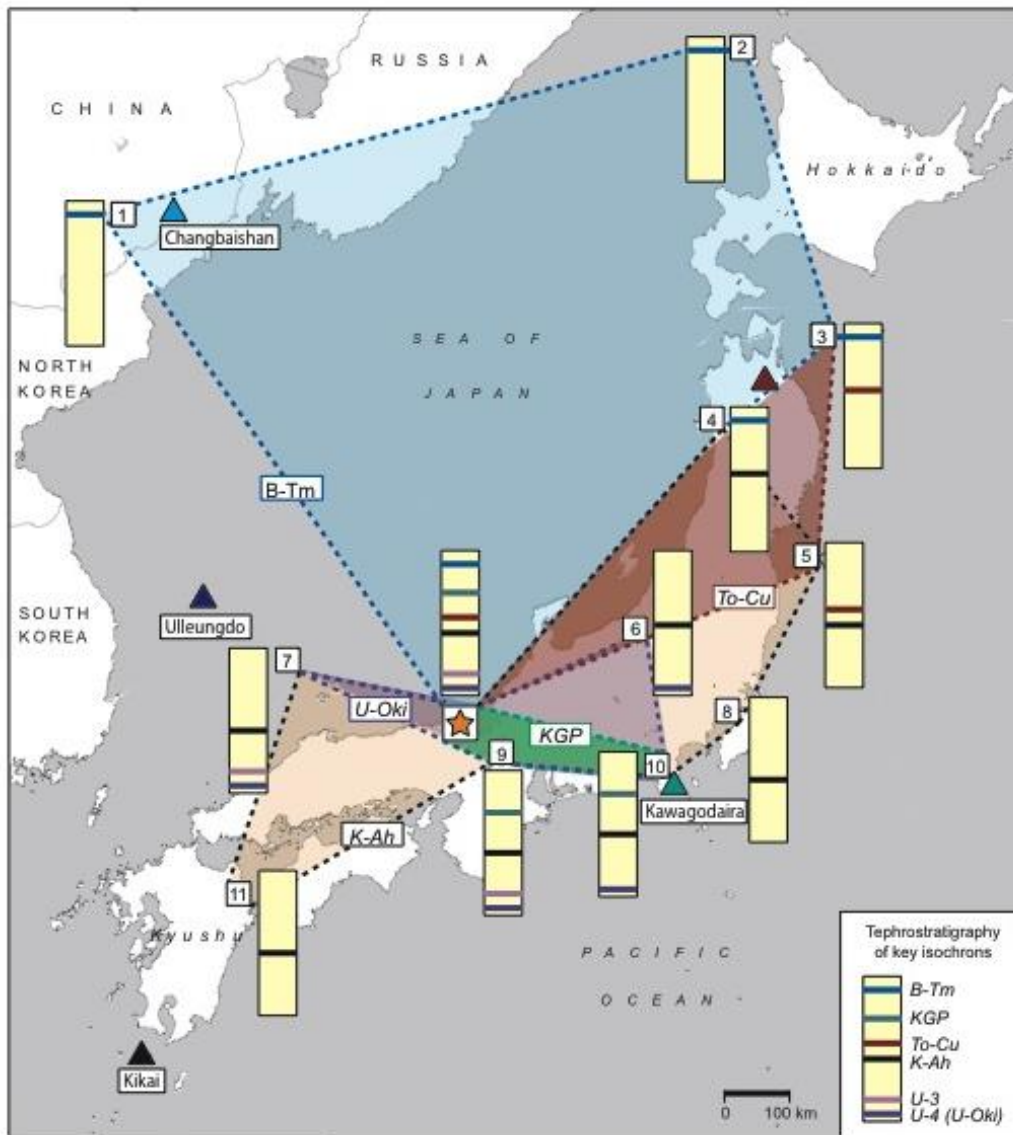 RUSSIA
CHINA
2
Hokkaido
1
Changbaishan
SEA OF
JAPAN
3
NORTH
KOREA
4
B-Tm
5
SOUTH
KOREA
Ulleungdo
To-Cu
6
7
U-Oki
8
KGP
9
10
Kawagodaira
K-Ah
11
Kyushu
PACIFIC
OCEAN
Kikai
0 100 km
Tephrostratigraphy
of key isochrons
B-Tm
KGP
To-Cu
K-Ah
U-3
U-4 (U-Oki)